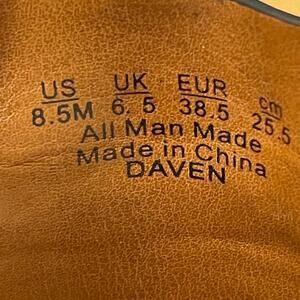 US UK EUR cm
8.5M 6.5 38.5 25.5
All Man Made
Made in China
DAVEN